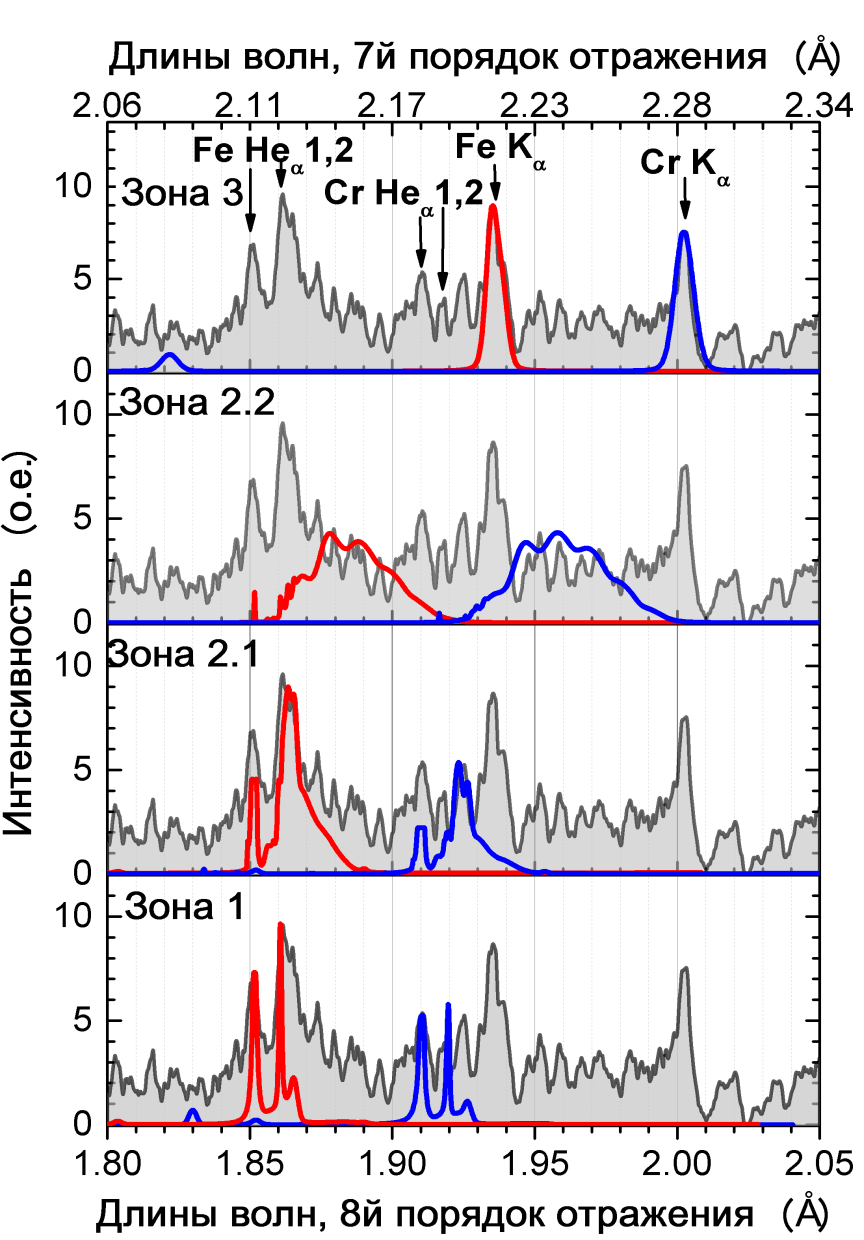 Длины волн, 7й порядок отражения (Å)
2.06 2.11 2.17 2.23 2.28 2.34
Fe Heα 1,2
Fe Kα
Cr Kα
Зона 3
Cr Heα 1,2
10
5
0
Зона 2.2
10
5
0
Зона 2.1
10
5
0
Зона 1
10
5
0
Интенсивность (о.е.)
1.80 1.85 1.90 1.95 2.00 2.05
Длины волн, 8й порядок отражения (Å)